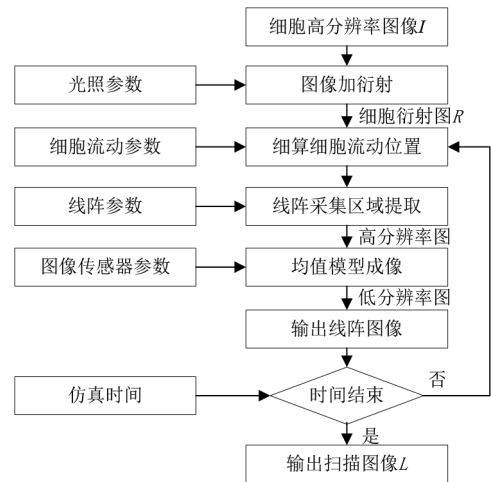 细胞高分辨率图像I
光照参数
图像加衍射
细胞衍射图R
细胞流动参数
细算细胞流动位置
线阵参数
线阵采集区域提取
高分辨率图
图像传感器参数
均值模型成像
低分辨率图
输出线阵图像
否
仿真时间
时间结束
是
输出扫描图像L